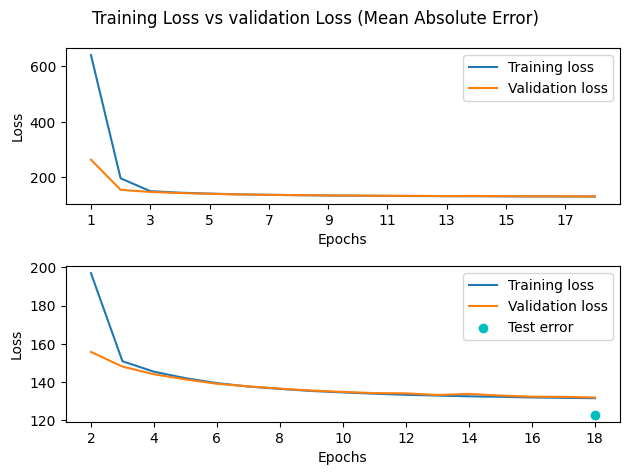 Training Loss vs validation Loss (Mean Absolute Error)
600
400
200
Loss
Training loss
Validation loss
1 3 5 7 9 11 13 15 17
Epochs
200
180
160
140
120
Loss
Training loss
Validation loss
Test error
2 4 6 8 10 12 14 16 18
Epochs